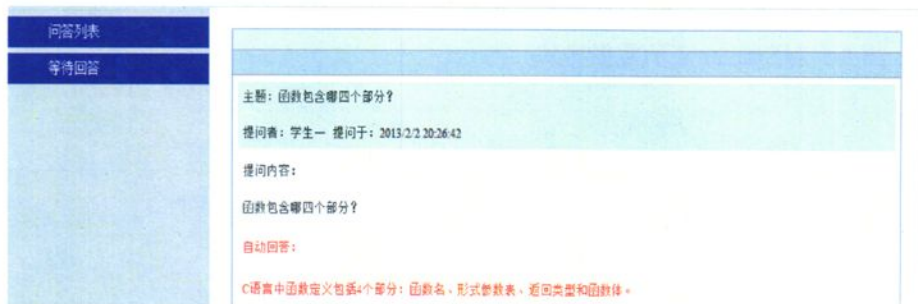 问答列表
等待回答
主题：函数包含哪四个部分？
提问者：学生一 提问于：2013/2/2 20:26:42
提问内容：
函数包含哪四个部分？
自动回答：
C语言中函数定义包括4个部分：函数名、形式参数表、返回类型和函数体。